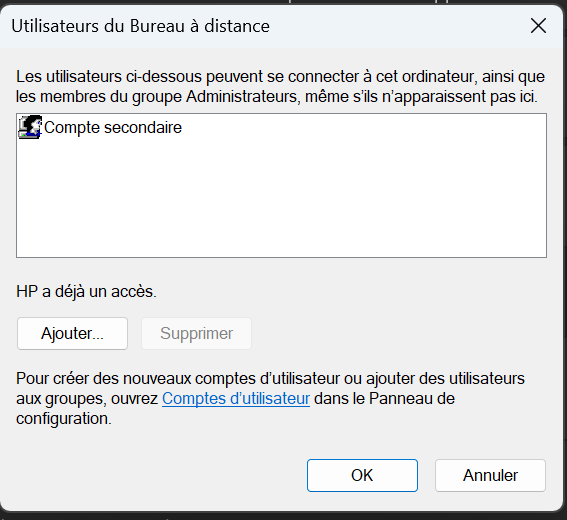 Utilisateurs du Bureau à distance
Les utilisateurs ci-dessous peuvent se connecter à cet ordinateur, ainsi que
les membres du groupe Administrateurs, même s’ils n’apparaissent pas ici.
Compte secondaire
HP a déjà un accès.
Ajouter...
Supprimer
Pour créer des nouveaux comptes d’utilisateur ou ajouter des utilisateurs
aux groupes, ouvrez Comptes d’utilisateur dans le Panneau de
configuration.
OK
Annuler